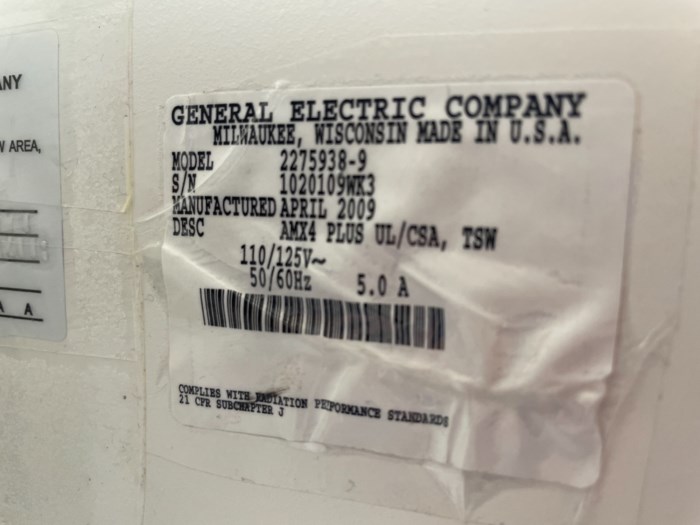 GENERAL ELECTRIC COMPANY
MILWAUKEE, WISCONSIN MADE IN U.S.A.
MODEL 2275938-9
S/N 1020109WK3
MANUFACTURED APRIL 2009
DESC AMX4 PLUS UL/CSA, TSW
110/125V~
50/60Hz 5.0 A
COMPLIES WITH RADIATION PERFORMANCE STANDARDS
21 CFR SUBCHAPTER J
ANY
AREA,
A A